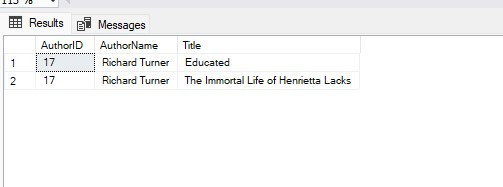 115 %
Results Messages
AuthorID AuthorName Title
1 17 Richard Turner Educated
2 17 Richard Turner The Immortal Life of Henrietta Lacks